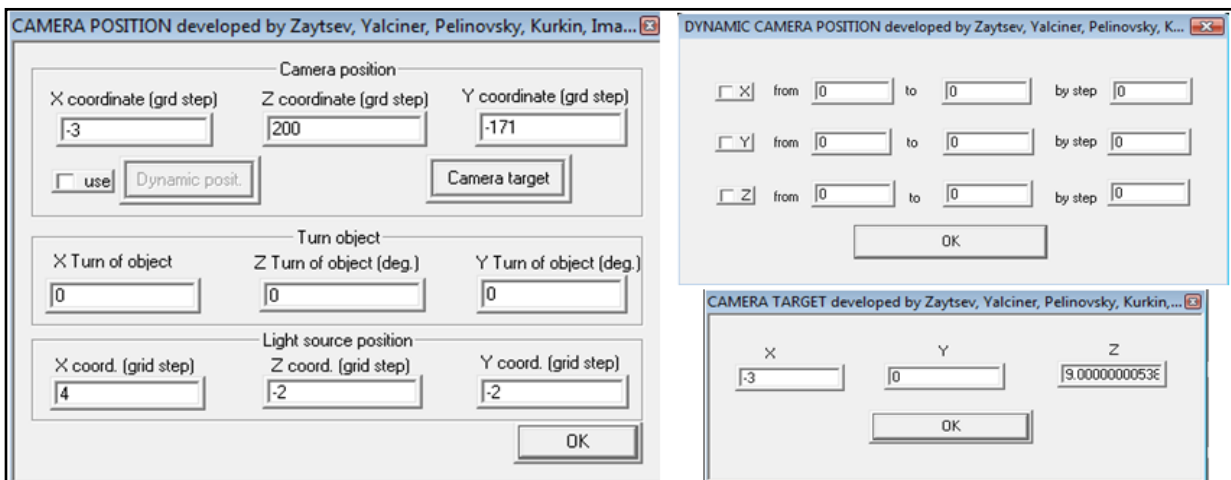 CAMERA POSITION developed by Zaytsev, Yalciner, Pelinovsky, Kurkin, Ima...
Camera position
X coordinate (grd step) Z coordinate (grd step) Y coordinate (grd step)
-3 200 -171
use Dynamic posit. Camera target
Turn object
X Turn of object Z Turn of object (deg.) Y Turn of object (deg.)
0 0 0
Light source position
X coord. (grid step) Z coord. (grid step) Y coord. (grid step)
4 -2 -2
OK
DYNAMIC CAMERA POSITION developed by Zaytsev, Yalciner, Pelinovsky, K...
X from 0 to 0 by step 0
Y from 0 to 0 by step 0
Z from 0 to 0 by step 0
OK
CAMERA TARGET developed by Zaytsev, Yalciner, Pelinovsky, Kurkin,...
X Y Z
-3 0 9.0000000053E
OK